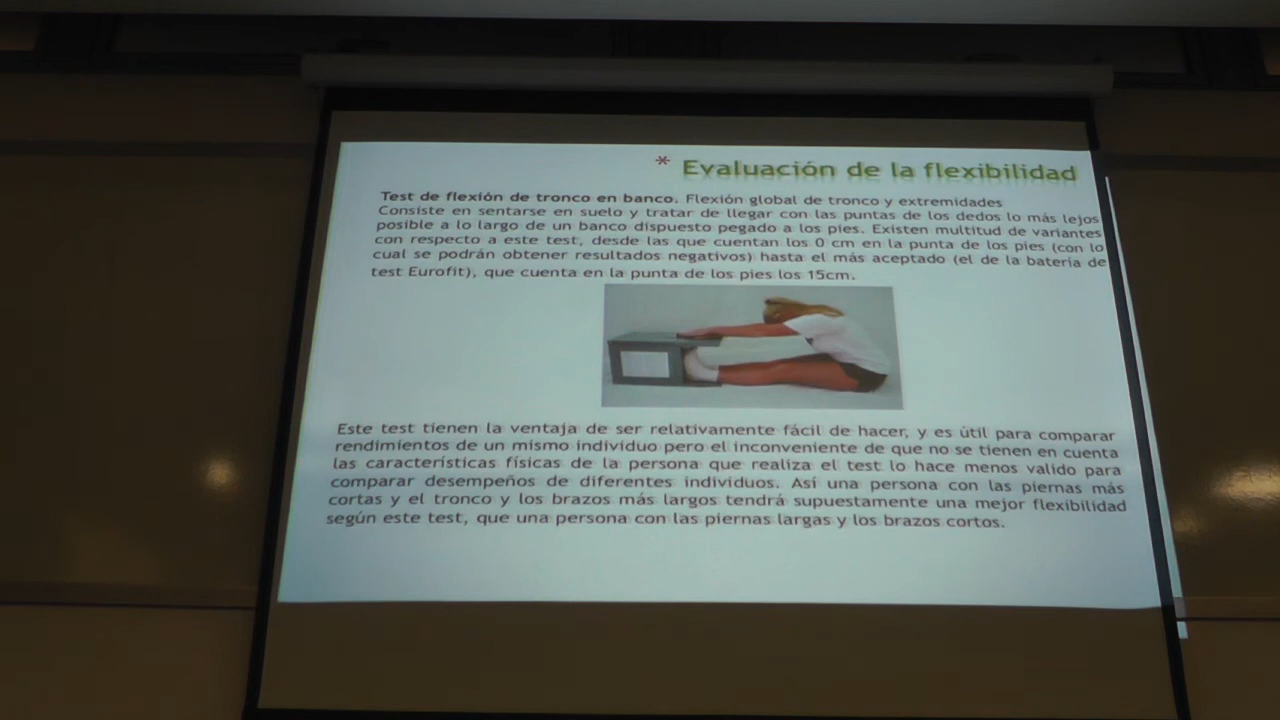 * Evaluación de la flexibilidad
Test de flexión de tronco en banco. Flexión global de tronco y extremidades
Consiste en sentarse en suelo y tratar de llegar con las puntas de los dedos lo más lejos
posible a lo largo de un banco dispuesto pegado a los pies. Existen multitud de variantes
con respecto a este test, desde las que cuentan los 0 cm en la punta de los pies (con lo
cual se podrán obtener resultados negativos) hasta el más aceptado (el de la batería de
test Eurofit), que cuenta en la punta de los pies los 15cm.
Este test tienen la ventaja de ser relativamente fácil de hacer, y es útil para comparar
rendimientos de un mismo individuo pero el inconveniente de que no se tienen en cuenta
las características físicas de la persona que realiza el test lo hace menos valido para
comparar desempeños de diferentes individuos. Así una persona con las piernas más
cortas y el tronco y los brazos más largos tendrá supuestamente una mejor flexibilidad
según este test, que una persona con las piernas largas y los brazos cortos.